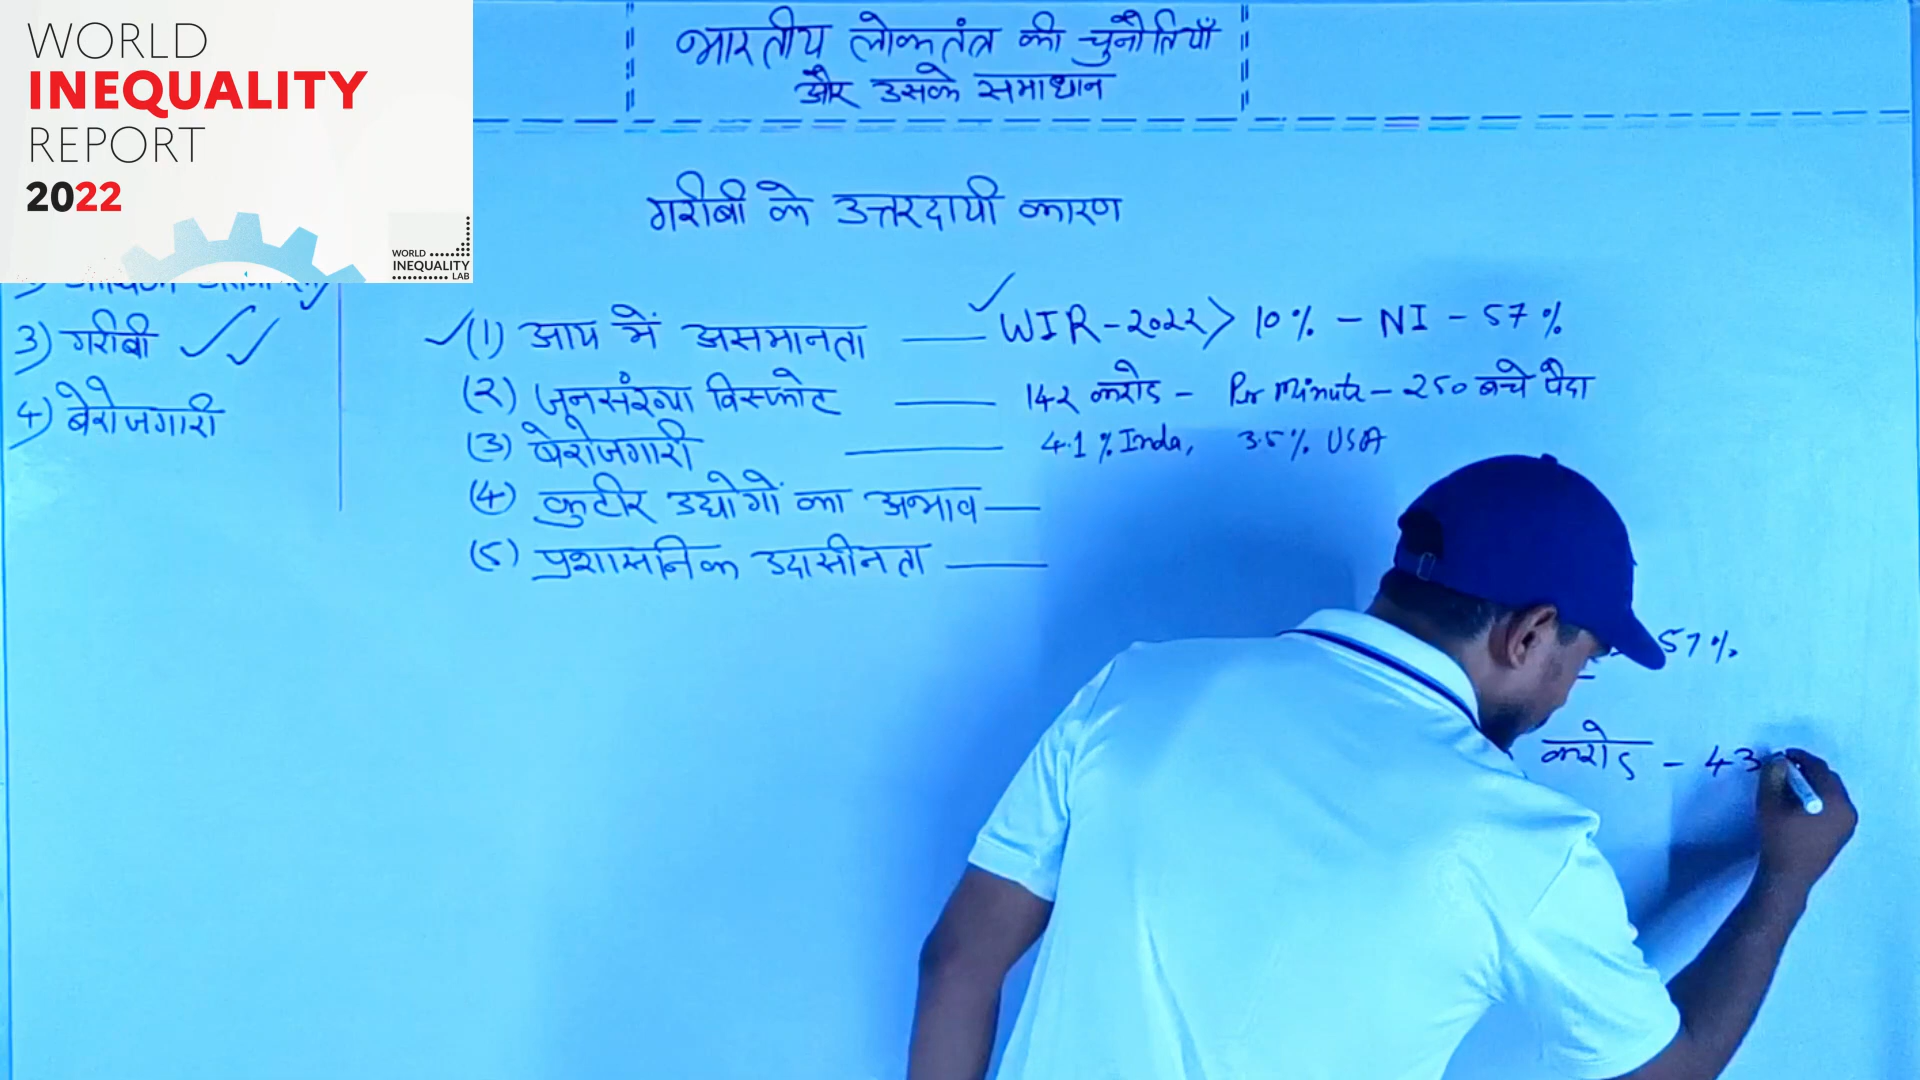 WORLD
INEQUALITY
REPORT
2022
WORLD
INEQUALITY
LAB
भारतीय लोकतंत्र की चुनौतियाँ
और उसके समाधान
गरीबी के उत्तरदायी कारण
3) गरीबी
4) बेरोजगारी
(1) आय में असमानता — WIR-2022> 10% - NI - 57%
(2) जूनसंख्या विस्फोट — 142 करोड - Per Minute - 250 बचे पैदा
(3) बेरोजगारी — 4.1% Inda, 3.5% USA
(4) कुटीर उद्योगों का अभाव —
(5) प्रशासनिक उदासीनता —
57%
करोड - 43